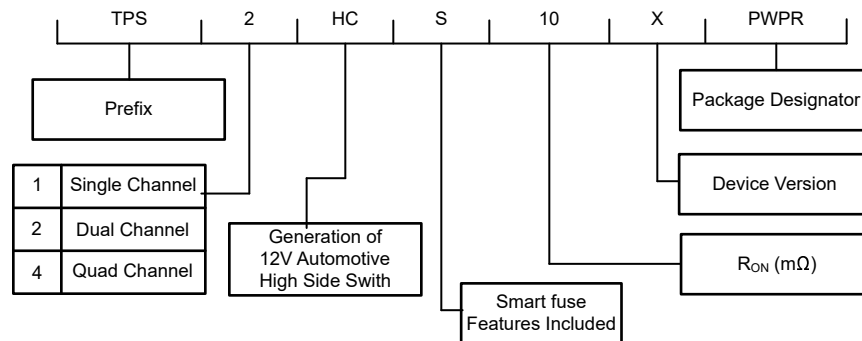 TPS 2 HC S 10 X PWPR
Prefix
Package Designator
1 Single Channel
2 Dual Channel
4 Quad Channel
Generation of
12V Automotive
High Side Swith
Device Version
RON (mΩ)
Smart fuse
Features Included